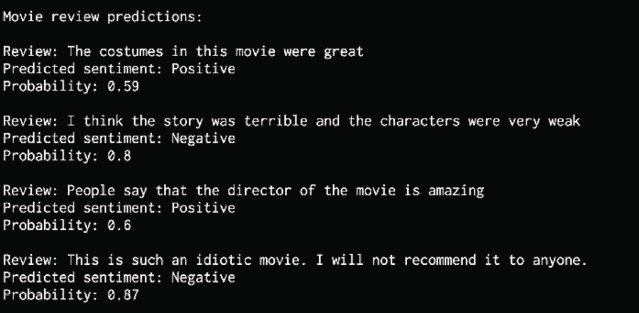 Movie review predictions:
Review: The costumes in this movie were great
Predicted sentiment: Positive
Probability: 0.59
Review: I think the story was terrible and the characters were very weak
Predicted sentiment: Negative
Probability: 0.8
Review: People say that the director of the movie is amazing
Predicted sentiment: Positive
Probability: 0.6
Review: This is such an idiotic movie. I will not recommend it to anyone.
Predicted sentiment: Negative
Probability: 0.87